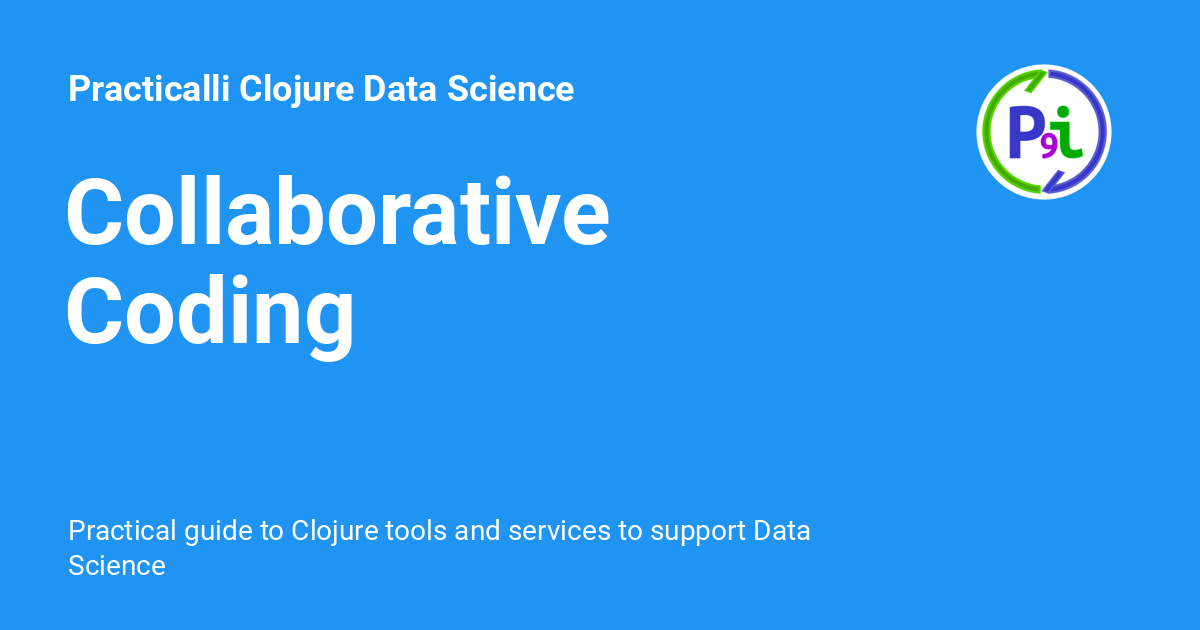 Practicalli Clojure Data Science
P9i
Collaborative
Coding
Practical guide to Clojure tools and services to support Data
Science